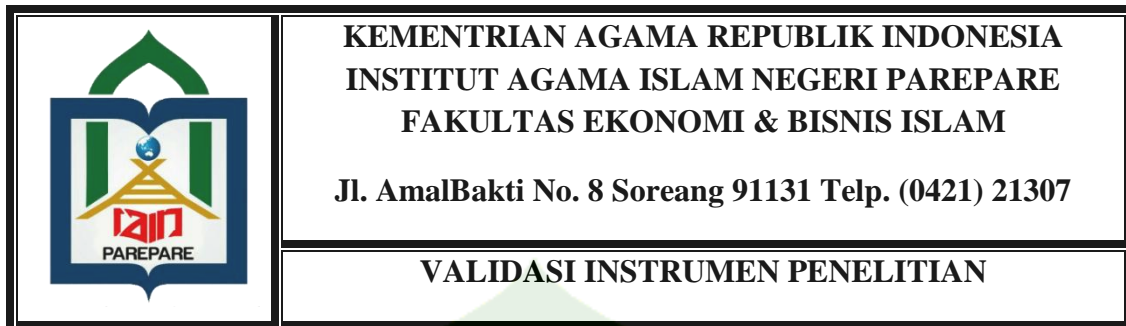 KEMENTRIAN AGAMA REPUBLIK INDONESIA
INSTITUT AGAMA ISLAM NEGERI PAREPARE
FAKULTAS EKONOMI & BISNIS ISLAM
Jl. AmalBakti No. 8 Soreang 91131 Telp. (0421) 21307
iain
PAREPARE
VALIDASI INSTRUMEN PENELITIAN